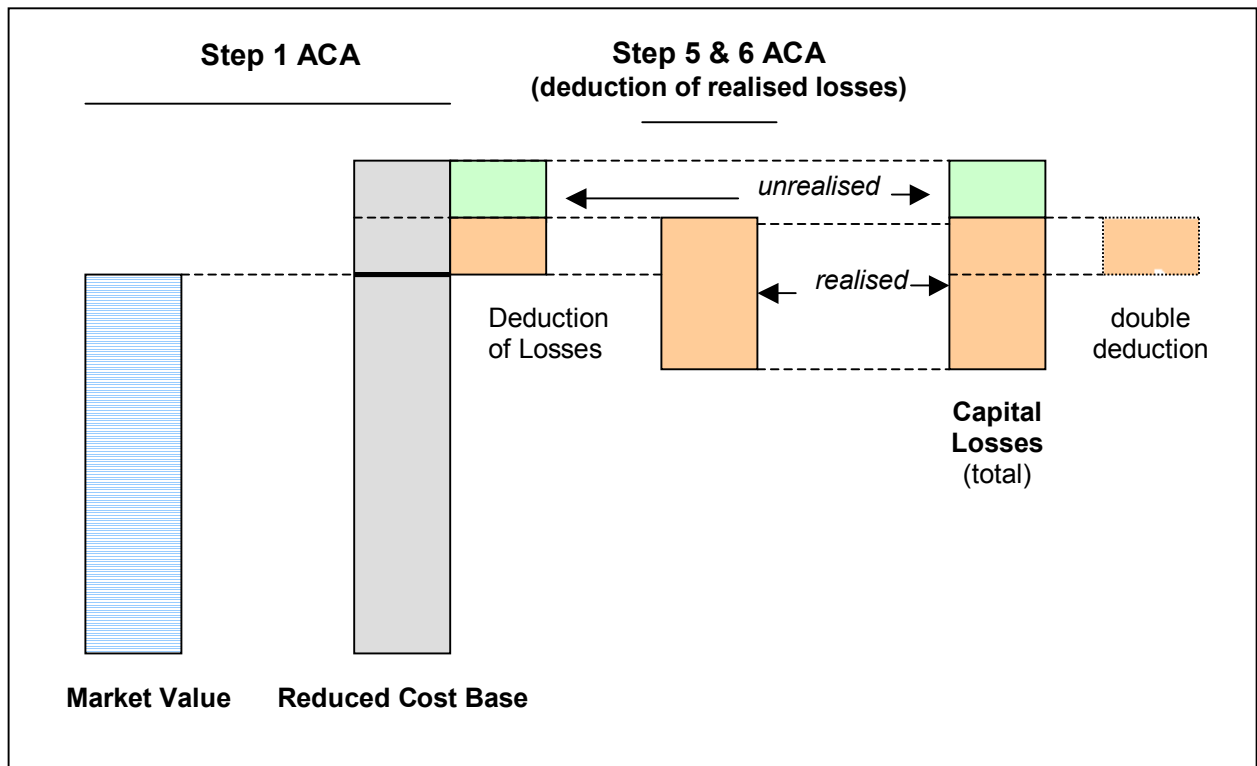 Step 1 ACA
Step 5 & 6 ACA
(deduction of realised losses)
unrealised
realised
Deduction
of Losses
double
deduction
Capital
Losses
(total)
Market Value
Reduced Cost Base